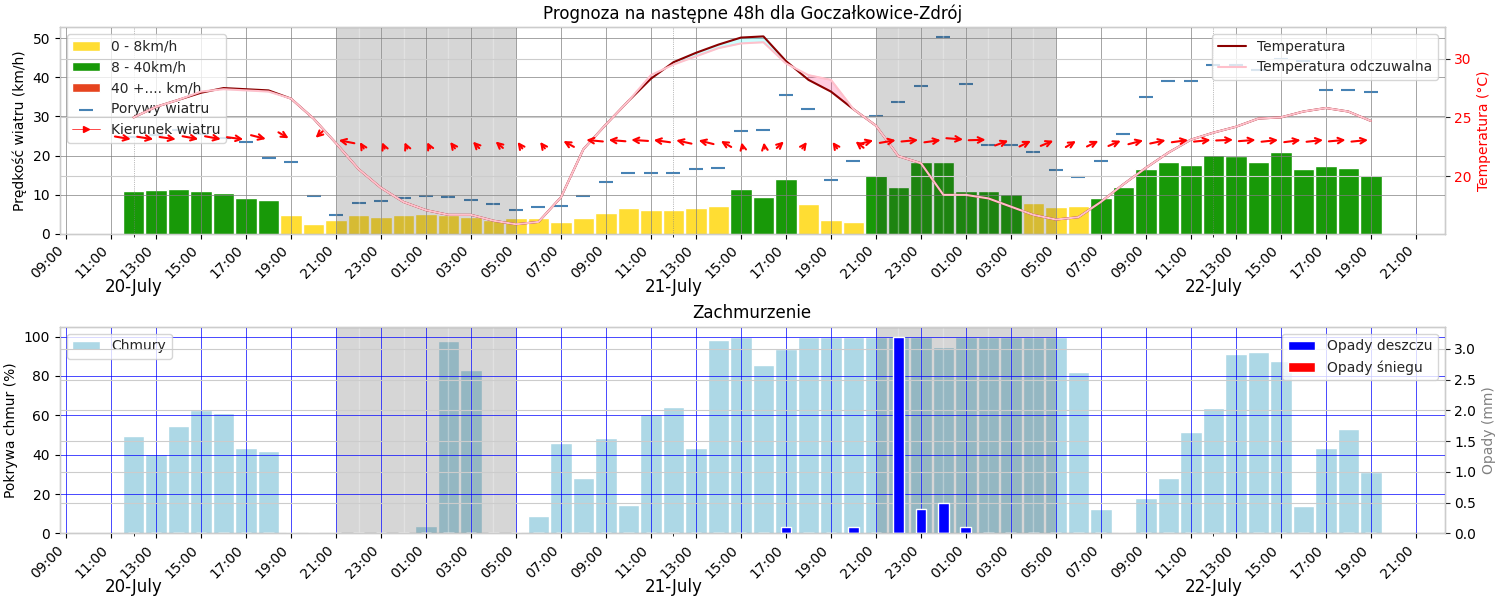 Prognoza na następne 48h dla Goczałkowice-Zdrój
Prędkość wiatru (km/h)
50
40
30
20
10
0
0 - 8km/h
8 - 40km/h
40 +.... km/h
Porywy wiatru
Kierunek wiatru
Temperatura
Temperatura odczuwalna
30
25
20
Temperatura (°C)
09:00 11:00 13:00 15:00 17:00 19:00 21:00 23:00 01:00 03:00 05:00 07:00 09:00 11:00 13:00 15:00 17:00 19:00 21:00 23:00 01:00 03:00 05:00 07:00 09:00 11:00 13:00 15:00 17:00 19:00 21:00
20-July 21-July 22-July
Zachmurzenie
Pokrywa chmur (%)
100
80
60
40
20
0
Chmury
Opady deszczu
Opady śniegu
3.0
2.5
2.0
1.5
1.0
0.5
0.0
Opady (mm)
09:00 11:00 13:00 15:00 17:00 19:00 21:00 23:00 01:00 03:00 05:00 07:00 09:00 11:00 13:00 15:00 17:00 19:00 21:00 23:00 01:00 03:00 05:00 07:00 09:00 11:00 13:00 15:00 17:00 19:00 21:00
20-July 21-July 22-July